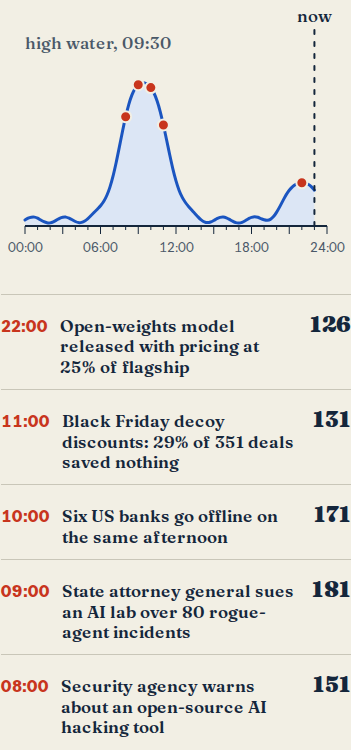 now
high water, 09:30
00:00 06:00 12:00 18:00 24:00
22:00 Open-weights model 126
released with pricing at
25% of flagship
11:00 Black Friday decoy 131
discounts: 29% of 351 deals
saved nothing
10:00 Six US banks go offline on 171
the same afternoon
09:00 State attorney general sues 181
an AI lab over 80 rogue-
agent incidents
08:00 Security agency warns 151
about an open-source AI
hacking tool